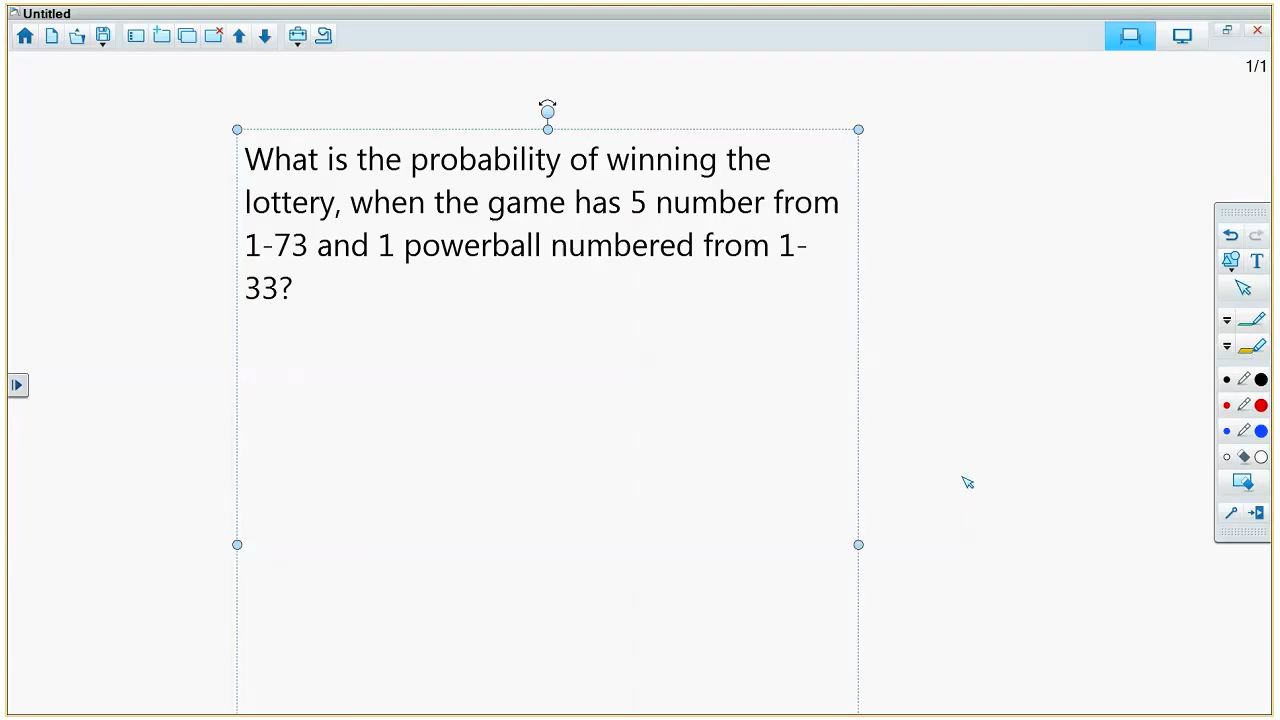 Untitled
1/1
What is the probability of winning the
lottery, when the game has 5 number from
1-73 and 1 powerball numbered from 1-
33?
T